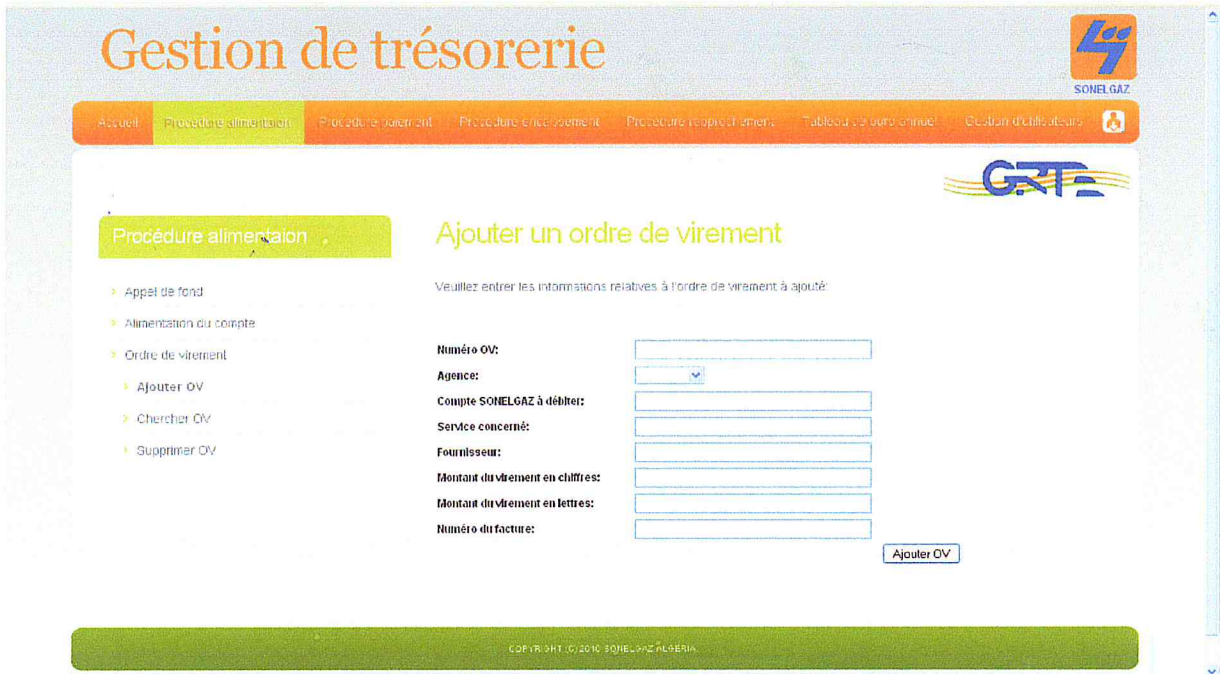 Gestion de trésorerie
SONELGAZ
Accueil Procédure alimentaion Procédure paiement Procédure encaissement Procédure rapprochement Tableau de bord annuel Gestion d'utilisateurs
GRTE
Procédure alimentaion
Ajouter un ordre de virement
Appel de fond
Veuillez entrer les informations relatives à l'ordre de virement à ajouté:
Alimentation du compte
Ordre de virement
Ajouter OV
Chercher OV
Supprimer OV
Numéro OV:
Agence:
Compte SONELGAZ à débiter:
Service concerné:
Fournisseur:
Montant du virement en chiffres:
Montant du virement en lettres:
Numéro du facture:
Ajouter OV
COPYRIGHT (C) 2010 SONELGAZ ALGERIA